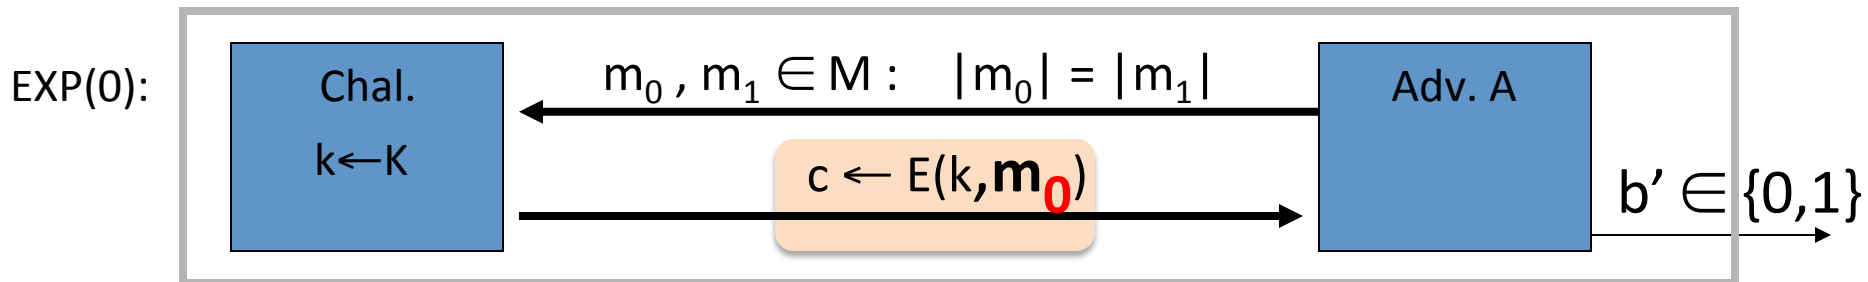 EXP(0):
Chal.
k←K
m₀ , m₁ ∈ M :   |m₀| = |m₁|
c ← E(k,m₀)
Adv. A
b’ ∈ {0,1}